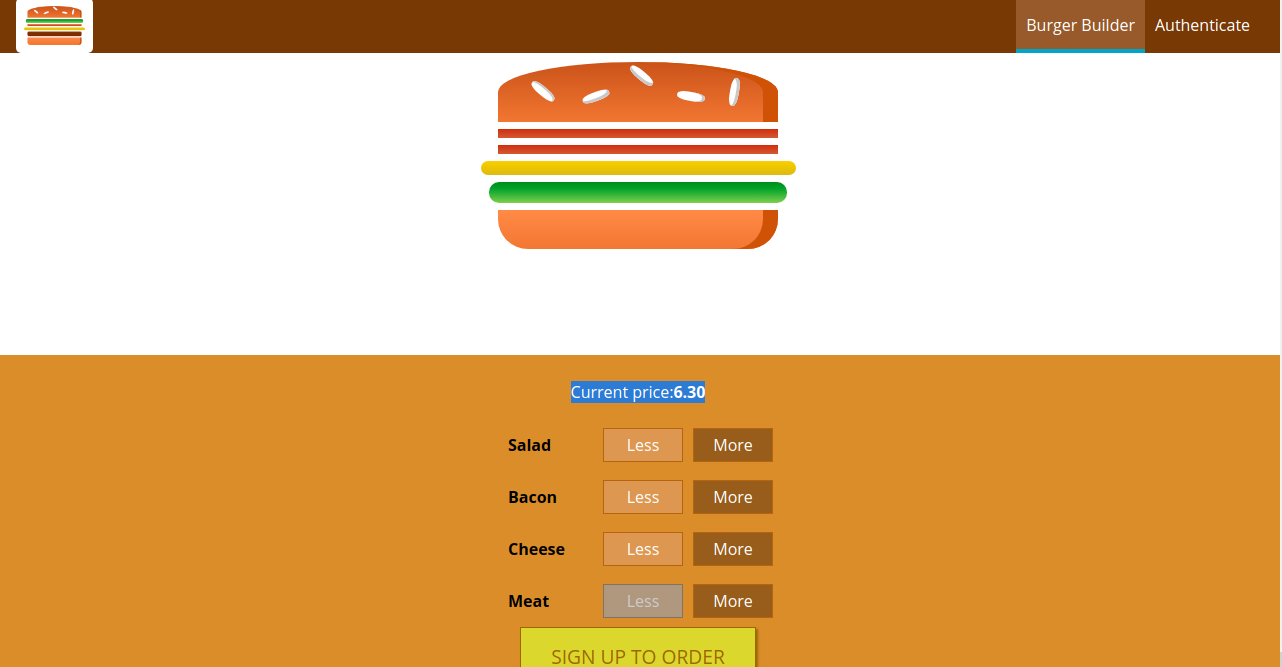 Burger Builder Authenticate
Current price:6.30
Salad Less More
Bacon Less More
Cheese Less More
Meat Less More
SIGN UP TO ORDER